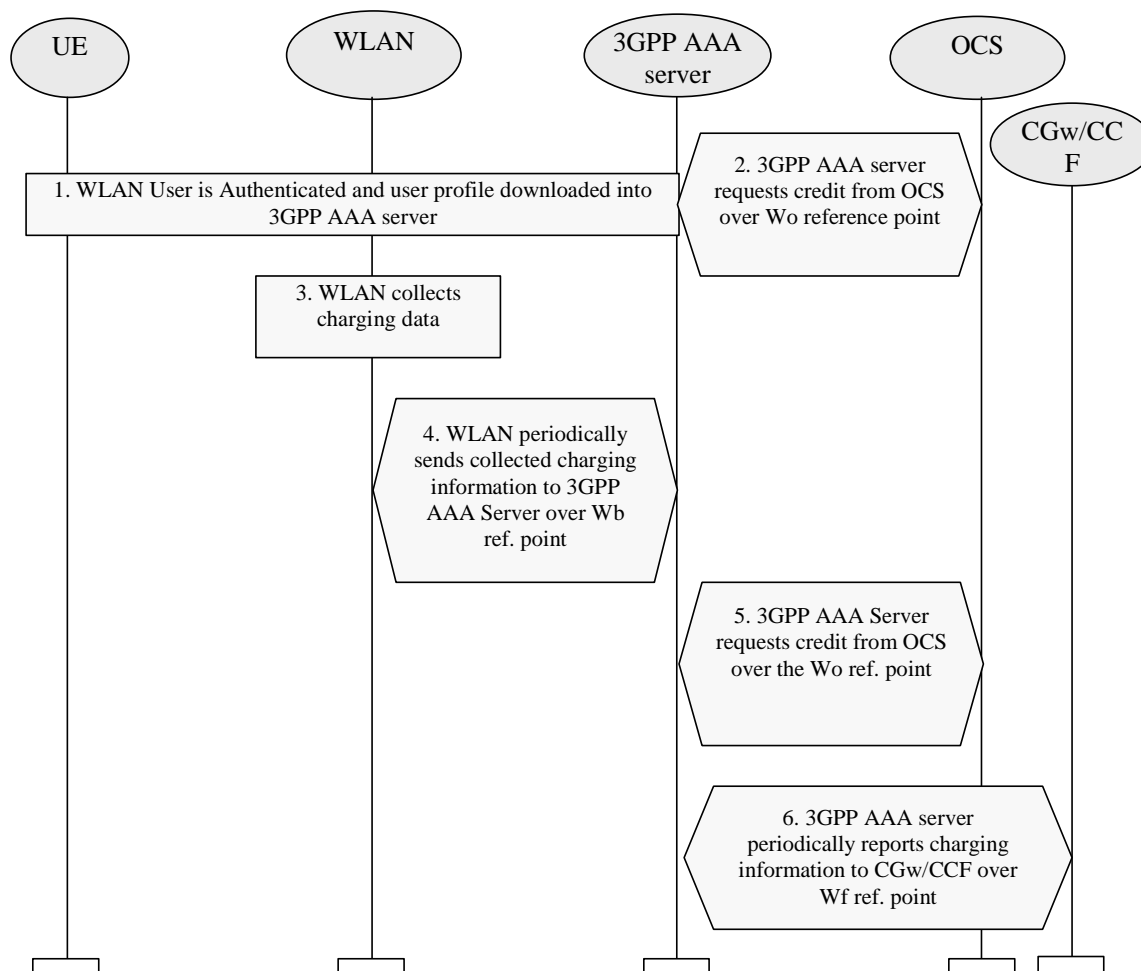 UE
WLAN
3GPP AAA
server
OCS
CGw/CC
F
1. WLAN User is Authenticated and user profile downloaded into
3GPP AAA server
2. 3GPP AAA server
requests credit from OCS
over Wo reference point
3. WLAN collects
charging data
4. WLAN periodically
sends collected charging
information to 3GPP
AAA Server over Wb
ref. point
5. 3GPP AAA Server
requests credit from OCS
over the Wo ref. point
6. 3GPP AAA server
periodically reports charging
information to CGw/CCF over
Wf ref. point